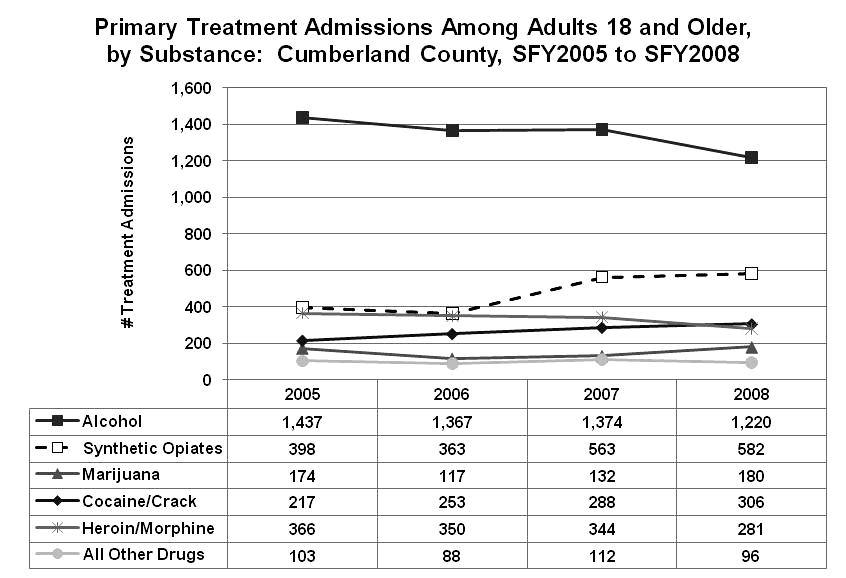 Primary Treatment Admissions Among Adults 18 and Older,
by Substance: Cumberland County, SFY2005 to SFY2008
# Treatment Admissions
1,600
1,400
1,200
1,000
800
600
400
200
0
2005 2006 2007 2008
Alcohol 1,437 1,367 1,374 1,220
Synthetic Opiates 398 363 563 582
Marijuana 174 117 132 180
Cocaine/Crack 217 253 288 306
Heroin/Morphine 366 350 344 281
All Other Drugs 103 88 112 96